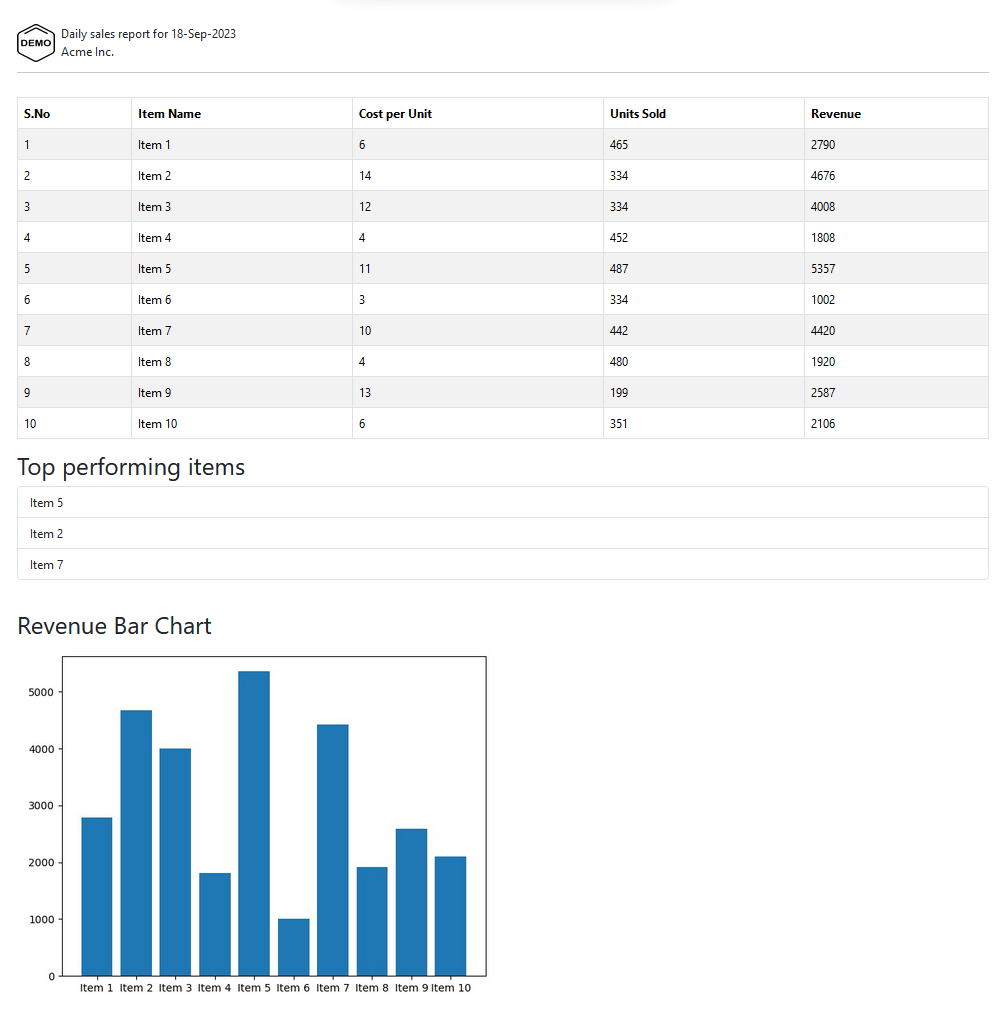 DEMO
Daily sales report for 18-Sep-2023
Acme Inc.
S.No Item Name Cost per Unit Units Sold Revenue
1 Item 1 6 465 2790
2 Item 2 14 334 4676
3 Item 3 12 334 4008
4 Item 4 4 452 1808
5 Item 5 11 487 5357
6 Item 6 3 334 1002
7 Item 7 10 442 4420
8 Item 8 4 480 1920
9 Item 9 13 199 2587
10 Item 10 6 351 2106
Top performing items
Item 5
Item 2
Item 7
Revenue Bar Chart
5000
4000
3000
2000
1000
0
Item 1 Item 2 Item 3 Item 4 Item 5 Item 6 Item 7 Item 8 Item 9 Item 10